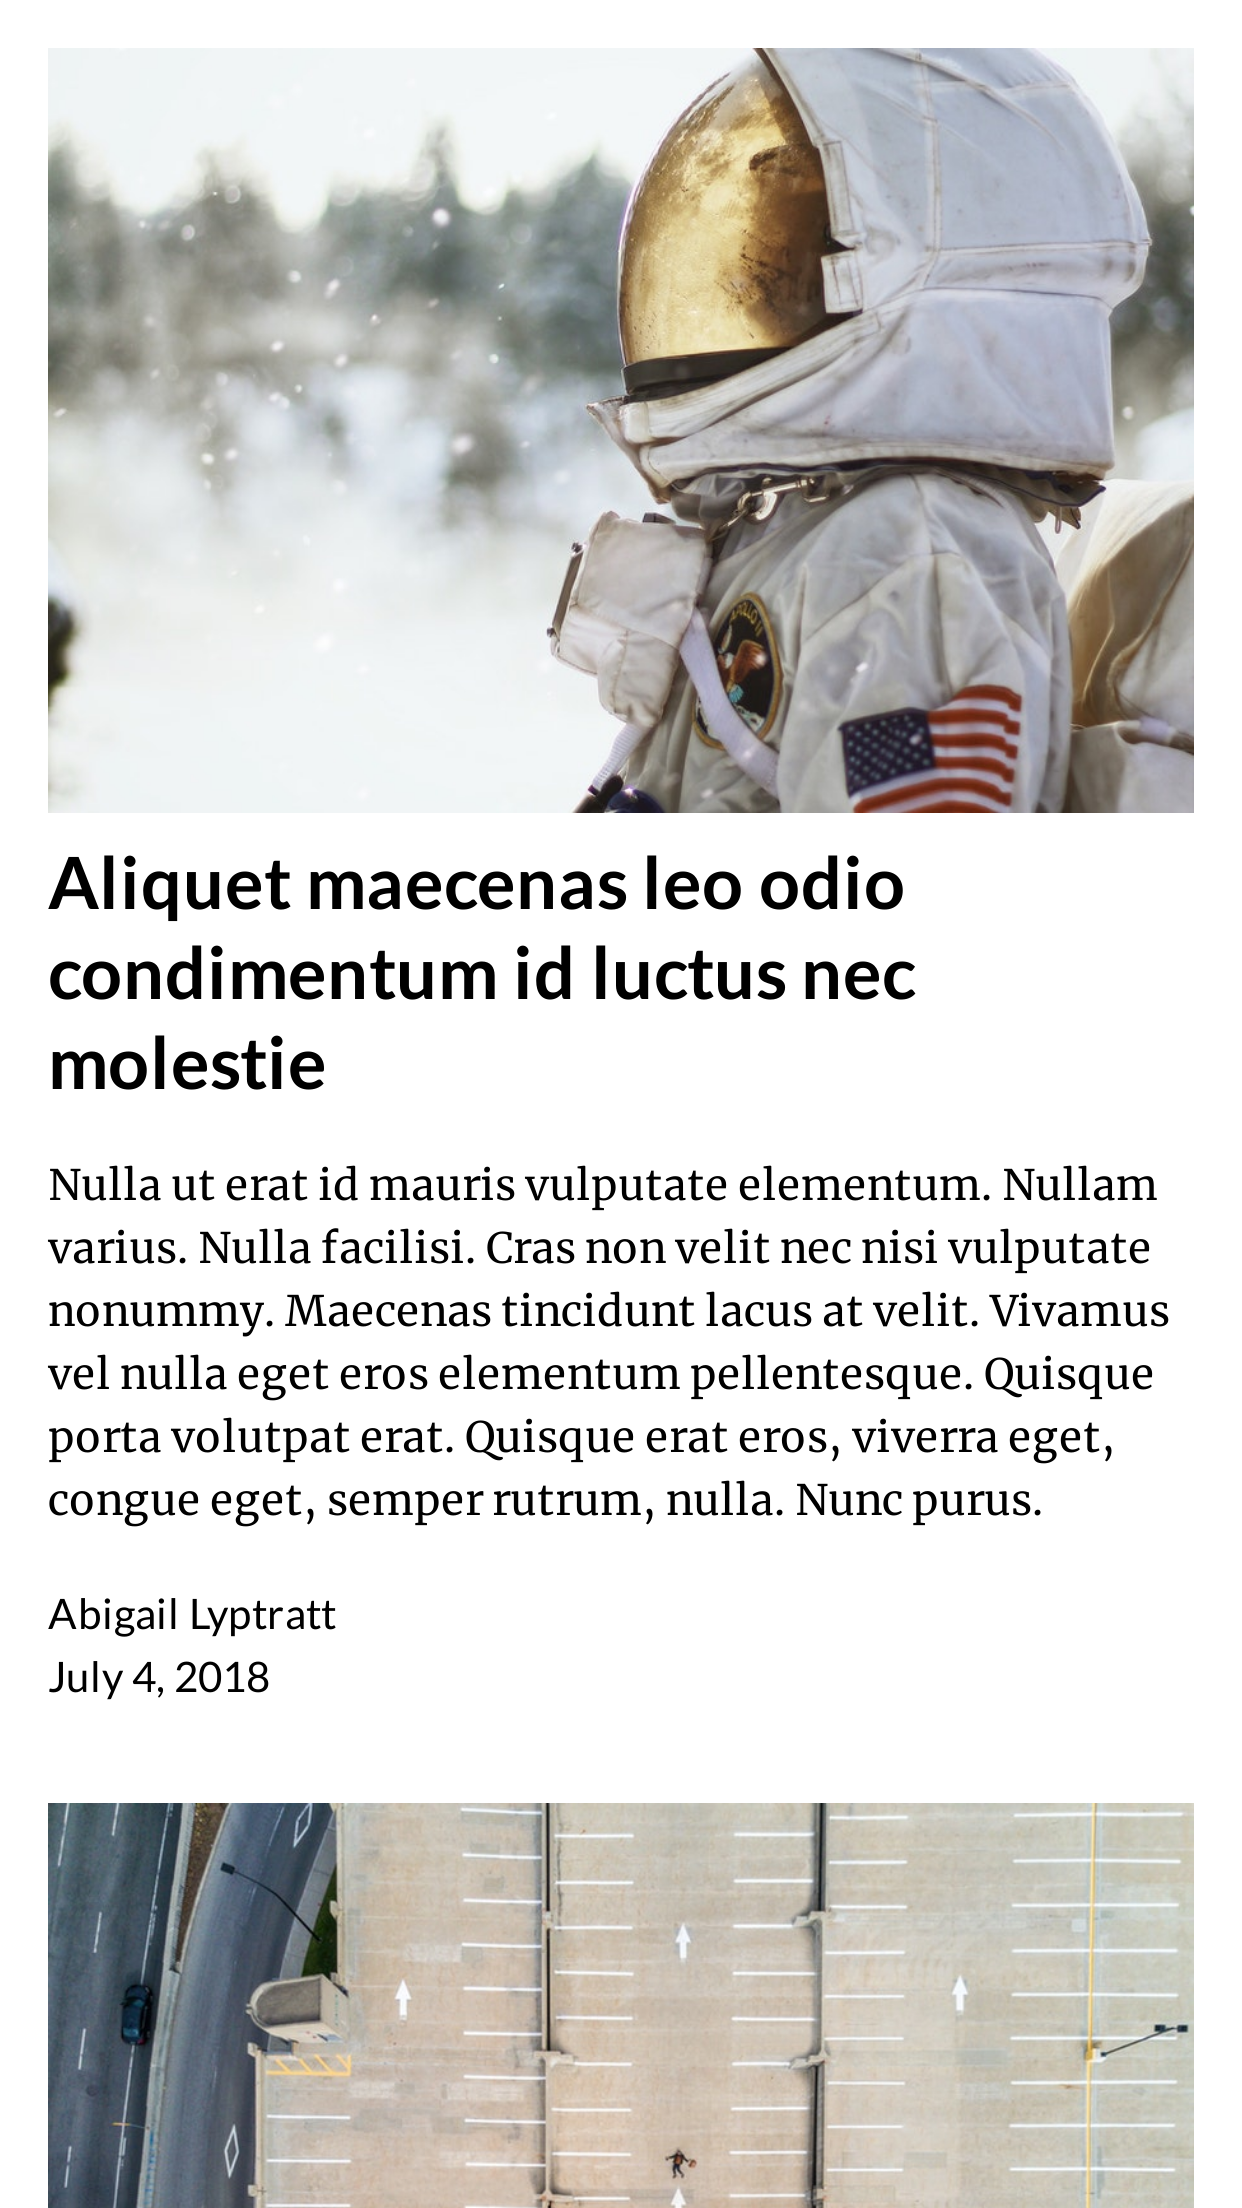 APOLLO 11
Aliquet maecenas leo odio
condimentum id luctus nec
molestie
Nulla ut erat id mauris vulputate elementum. Nullam
varius. Nulla facilisi. Cras non velit nec nisi vulputate
nonummy. Maecenas tincidunt lacus at velit. Vivamus
vel nulla eget eros elementum pellentesque. Quisque
porta volutpat erat. Quisque erat eros, viverra eget,
congue eget, semper rutrum, nulla. Nunc purus.
Abigail Lyptratt
July 4, 2018